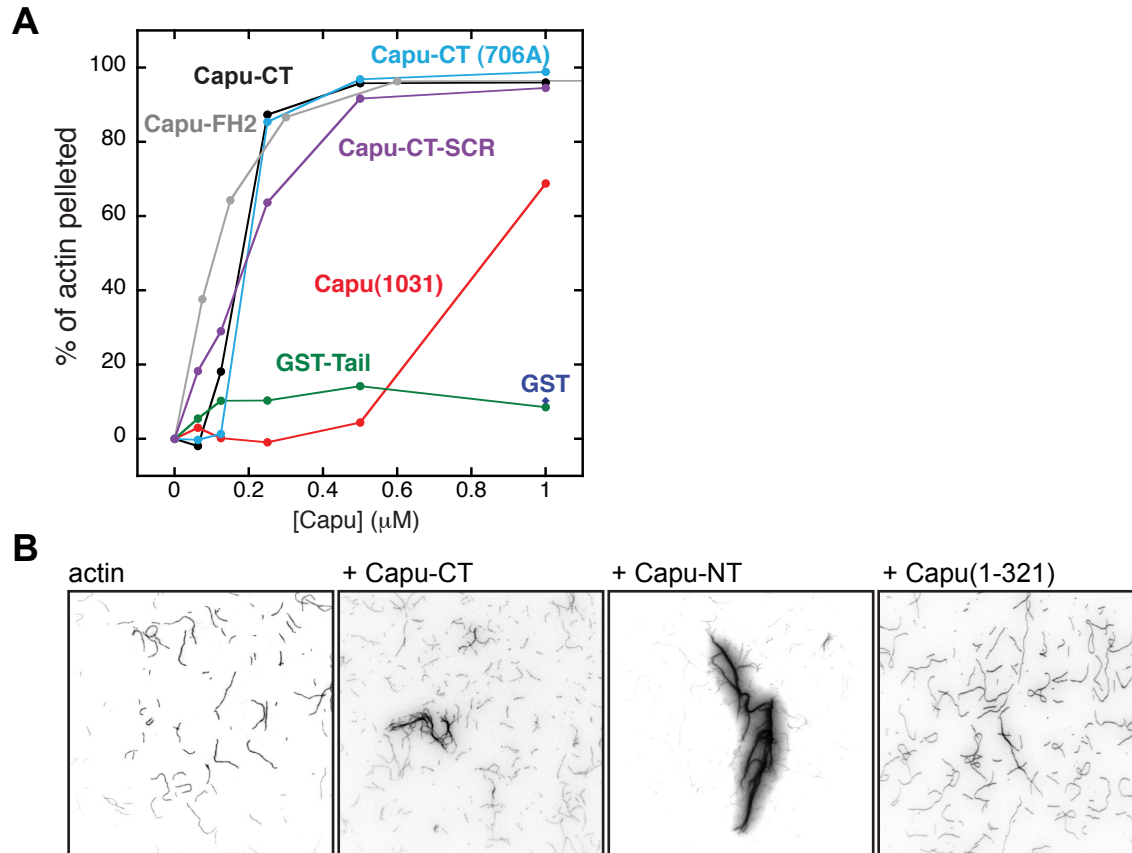 A
% of actin pelleted
100
80
60
40
20
0
Capu-CT (706A)
Capu-CT
Capu-FH2
Capu-CT-SCR
Capu(1031)
GST-Tail
GST
0
0.2
0.4
0.6
0.8
1
[Capu] (μM)
B
actin
+ Capu-CT
+ Capu-NT
+ Capu(1-321)